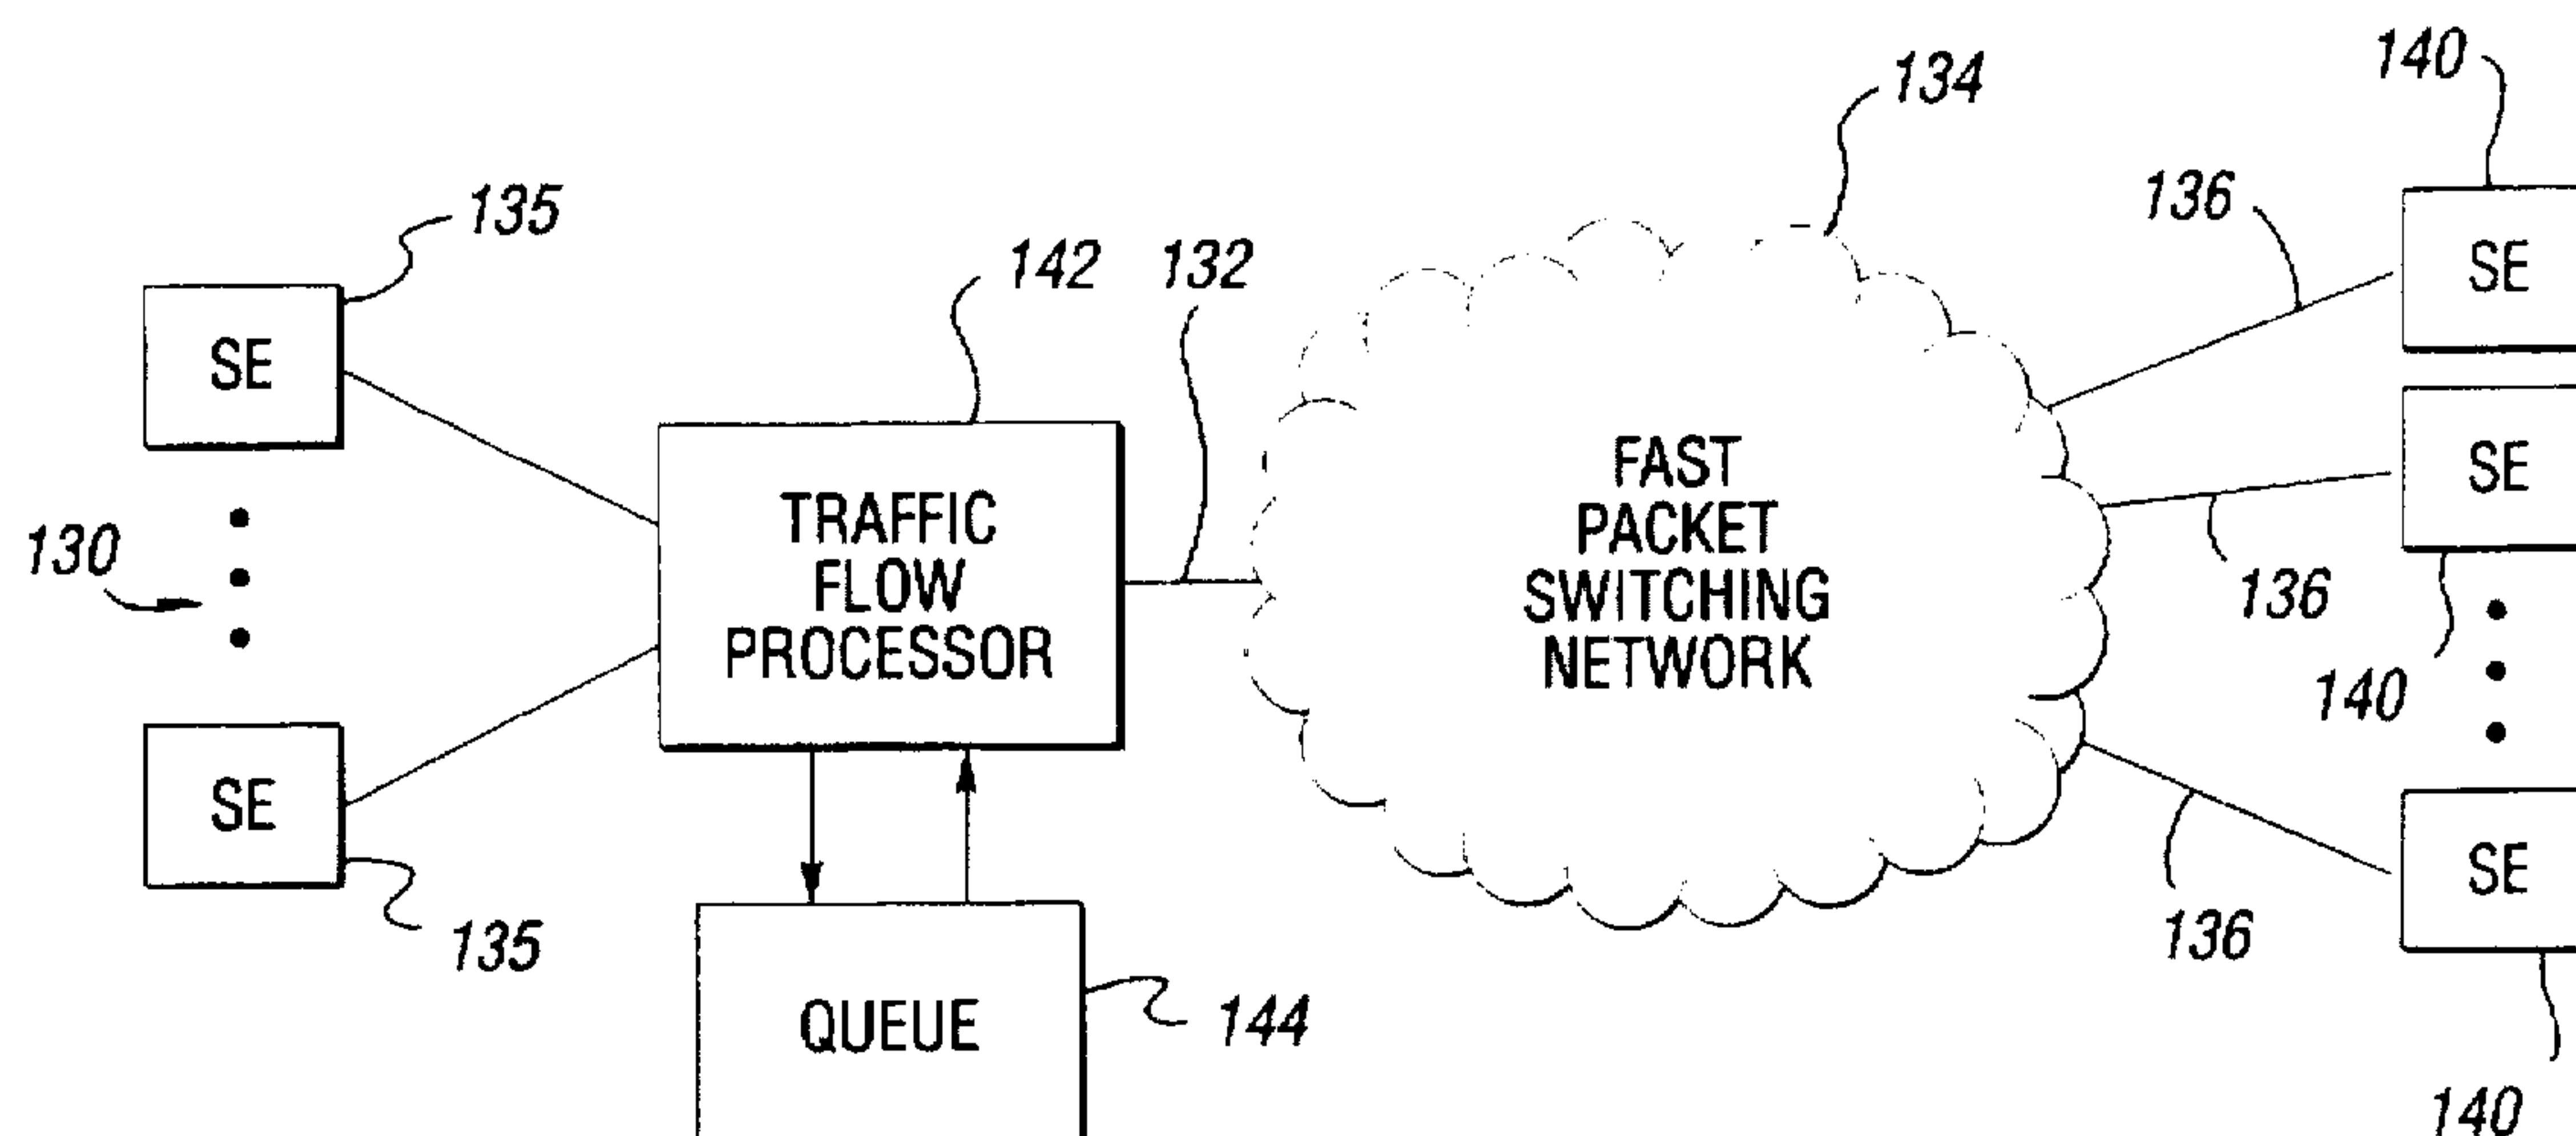 140
134
136
135
142 132
SE
SE
FAST
PACKET
SWITCHING
NETWORK
SE
TRAFFIC
FLOW
PROCESSOR
130
136
140
SE
SE
135
136
QUEUE
144
140